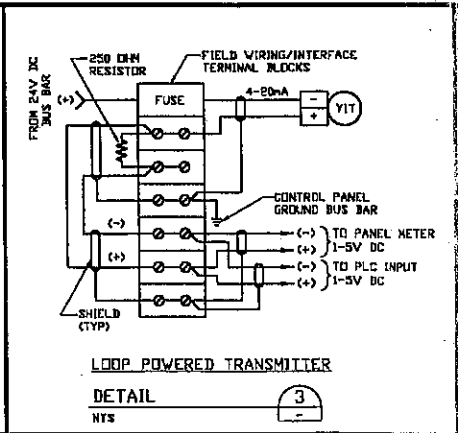 250 OHM
RESISTOR
FIELD WIRING/INTERFACE
TERMINAL BLOCKS
FROM 24V DC
BUS BAR
(+)
FUSE
4-20mA
-
+
YIT
CONTROL PANEL
GROUND BUS BAR
(-)
(-) TO PANEL METER
(+) 1-5V DC
(+)
(-) TO PLC INPUT
(+) 1-5V DC
SHIELD
(TYP)
LOOP POWERED TRANSMITTER
DETAIL
3
-
NTS